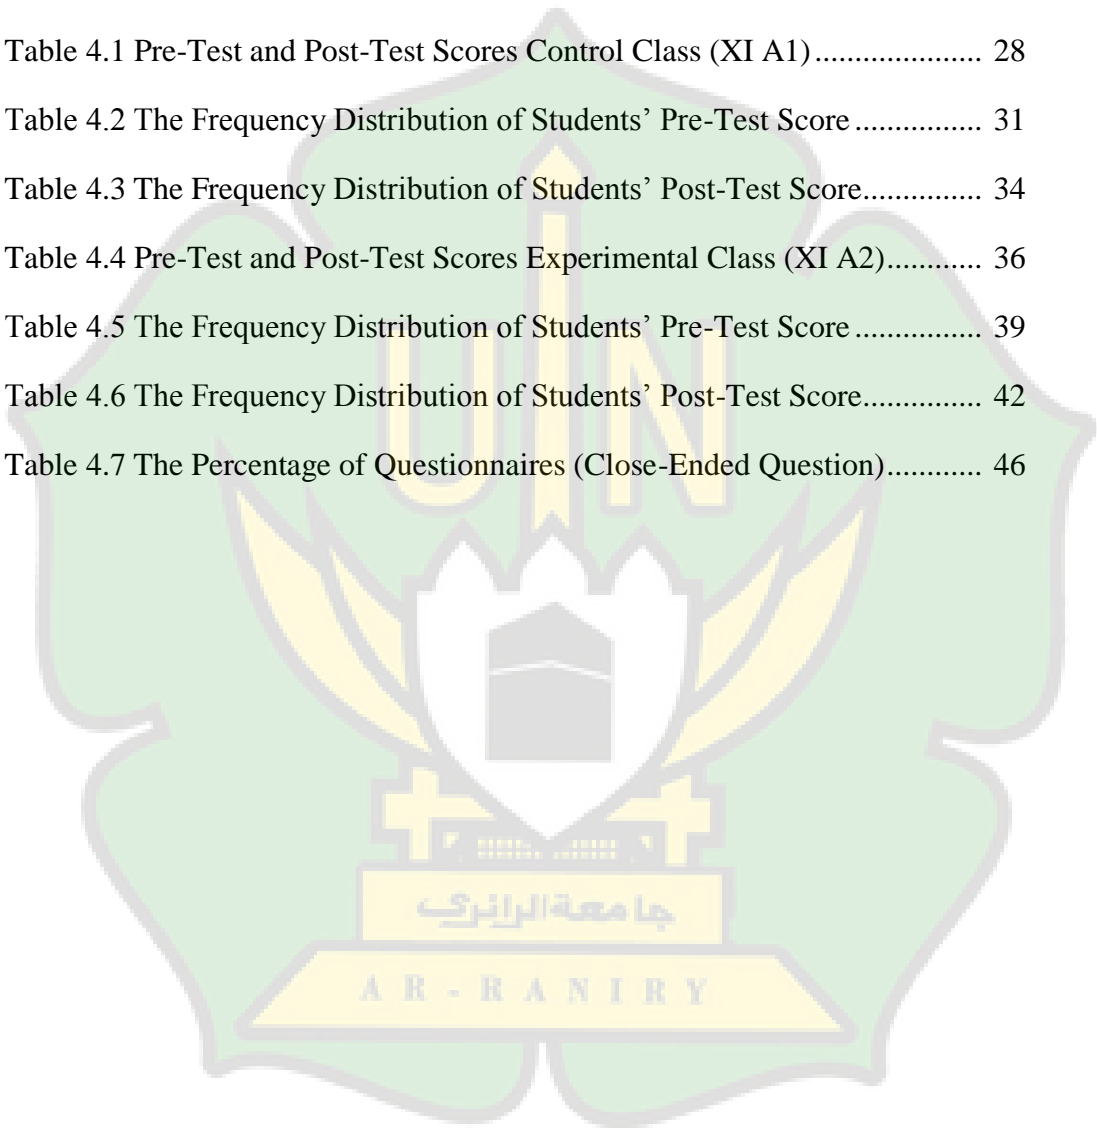 Table 4.1 Pre-Test and Post-Test Scores Control Class (XI A1) .................... 28
Table 4.2 The Frequency Distribution of Students’ Pre-Test Score ............... 31
Table 4.3 The Frequency Distribution of Students’ Post-Test Score.............. 34
Table 4.4 Pre-Test and Post-Test Scores Experimental Class (XI A2)........... 36
Table 4.5 The Frequency Distribution of Students’ Pre-Test Score ............... 39
Table 4.6 The Frequency Distribution of Students’ Post-Test Score.............. 42
Table 4.7 The Percentage of Questionnaires (Close-Ended Question)........... 46
UIN
جامعةالرانري
AR-RANIRY